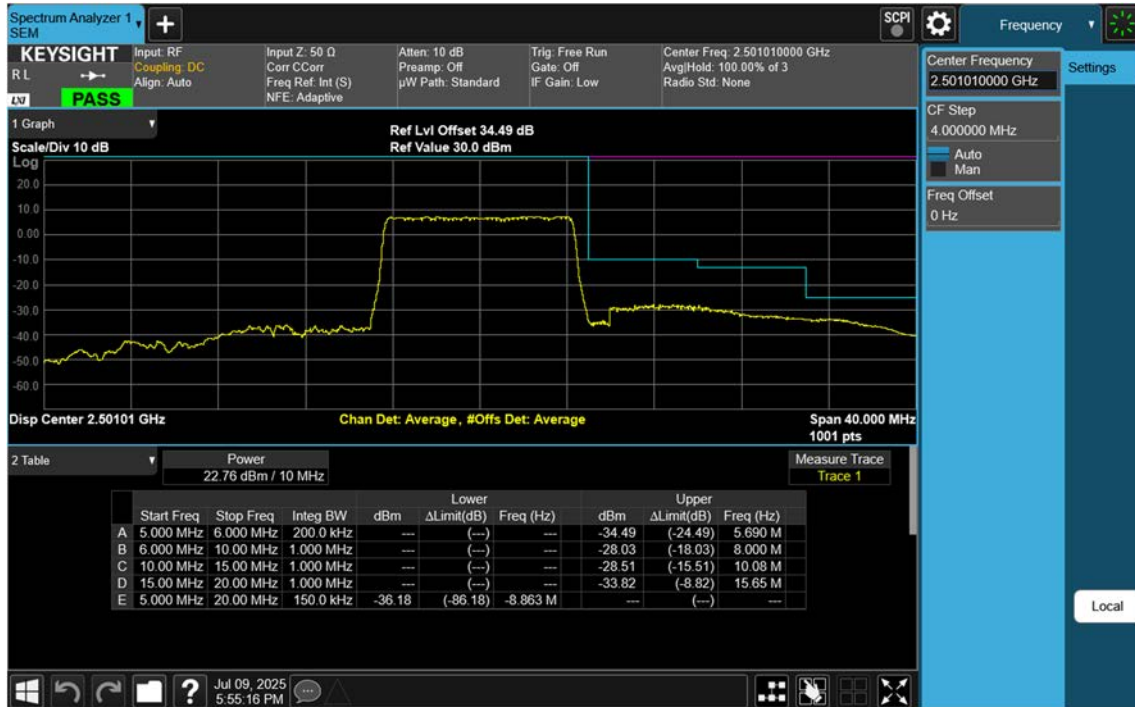 Spectrum Analyzer 1
SEM
SCPI
Frequency
KEYSIGHT
R L
LXI
PASS
Input: RF
Coupling: DC
Align: Auto
Input Z: 50 Ω
Corr CCorr
Freq Ref: Int (S)
NFE: Adaptive
Atten: 10 dB
Preamp: Off
µW Path: Standard
Trig: Free Run
Gate: Off
IF Gain: Low
Center Freq: 2.501010000 GHz
Avg|Hold: 100.00% of 3
Radio Std: None
Center Frequency
2.501010000 GHz
Settings
CF Step
4.000000 MHz
Auto
Man
Freq Offset
0 Hz
Local
1 Graph
Scale/Div 10 dB
Ref Lvl Offset 34.49 dB
Ref Value 30.0 dBm
Log
20.0
10.0
0.00
-10.0
-20.0
-30.0
-40.0
-50.0
-60.0
Disp Center 2.50101 GHz
Chan Det: Average, #Offs Det: Average
Span 40.000 MHz
1001 pts
2 Table
Power
22.76 dBm / 10 MHz
Measure Trace
Trace 1
Lower Upper
Start Freq Stop Freq Integ BW dBm ΔLimit(dB) Freq (Hz) dBm ΔLimit(dB) Freq (Hz)
A 5.000 MHz 6.000 MHz 200.0 kHz --- (---) --- -34.49 (-24.49) 5.690 M
B 6.000 MHz 10.00 MHz 1.000 MHz --- (---) --- -28.03 (-18.03) 8.000 M
C 10.00 MHz 15.00 MHz 1.000 MHz --- (---) --- -28.51 (-15.51) 10.08 M
D 15.00 MHz 20.00 MHz 1.000 MHz --- (---) --- -33.82 (-8.82) 15.65 M
E 5.000 MHz 20.00 MHz 150.0 kHz -36.18 (-86.18) -8.863 M --- (---) ---
?
Jul 09, 2025
5:55:16 PM